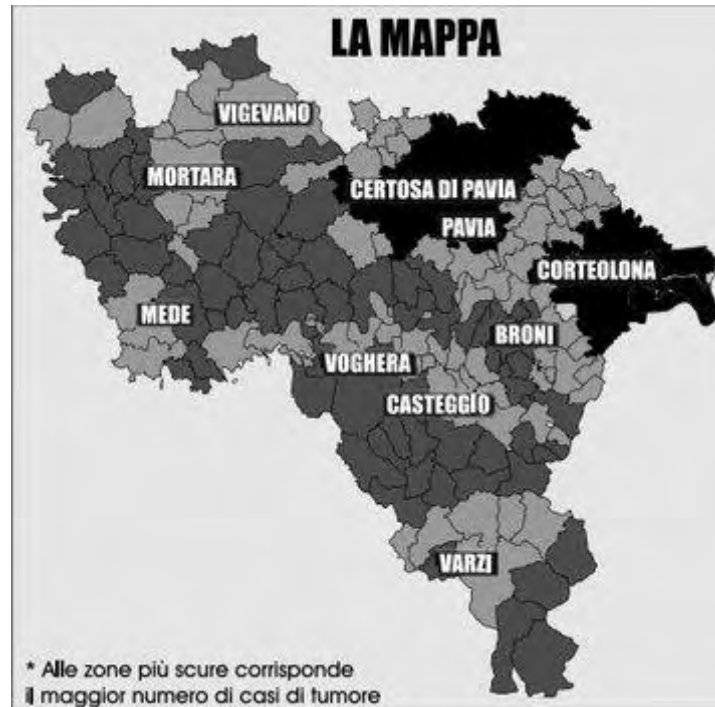 LA MAPPA
VIGEVANO
MORTARA
CERTOSA DI PAVIA
PAVIA
CORTEOLONA
MEDE
BRONI
VOGHERA
CASTEGGIO
VARZI
* Alle zone più scure corrisponde
il maggior numero di casi di tumore